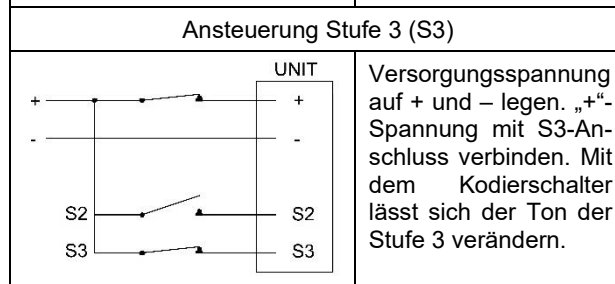 Ansteuerung Stufe 3 (S3)
UNIT
+ +
- -
S2 S2
S3 S3
Versorgungsspannung
auf + und – legen. „+“-
Spannung mit S3-An-
schluss verbinden. Mit
dem Kodierschalter
lässt sich der Ton der
Stufe 3 verändern.